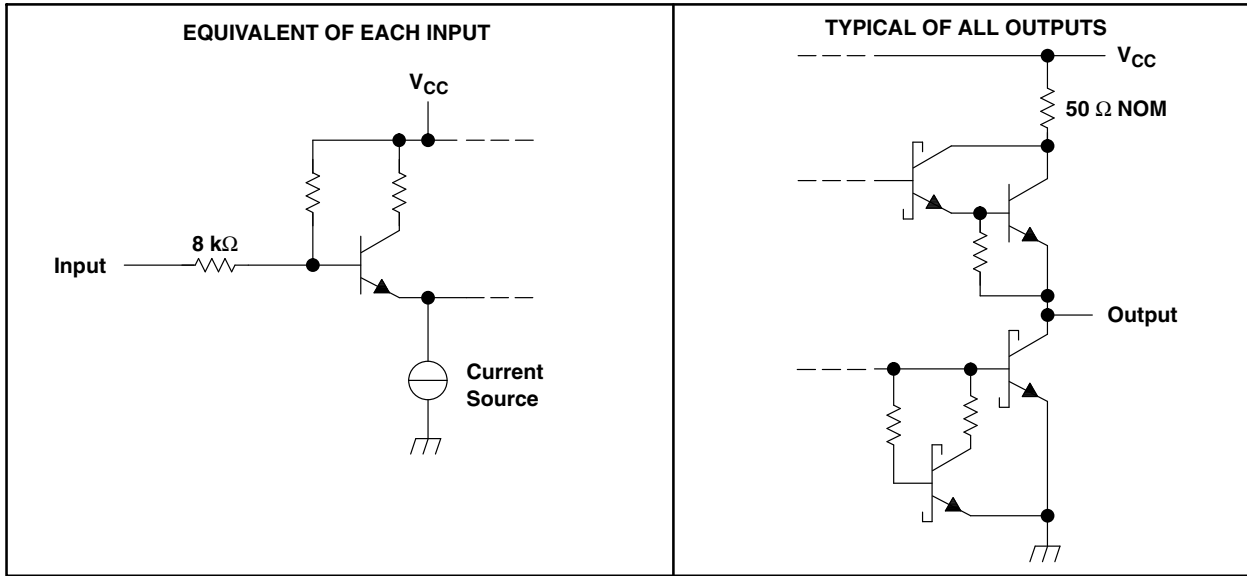 EQUIVALENT OF EACH INPUT
VCC
8 kΩ
Input
Current
Source
TYPICAL OF ALL OUTPUTS
VCC
50 Ω NOM
Output